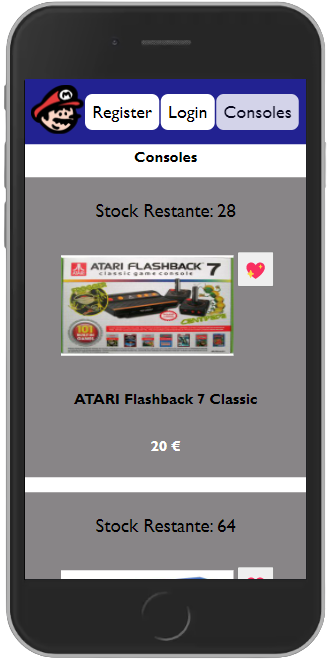 Register Login Consoles
Consoles
Stock Restante: 28
ATARI FLASHBACK 7
classic game console
101
ATARI Flashback 7 Classic
20 €
Stock Restante: 64